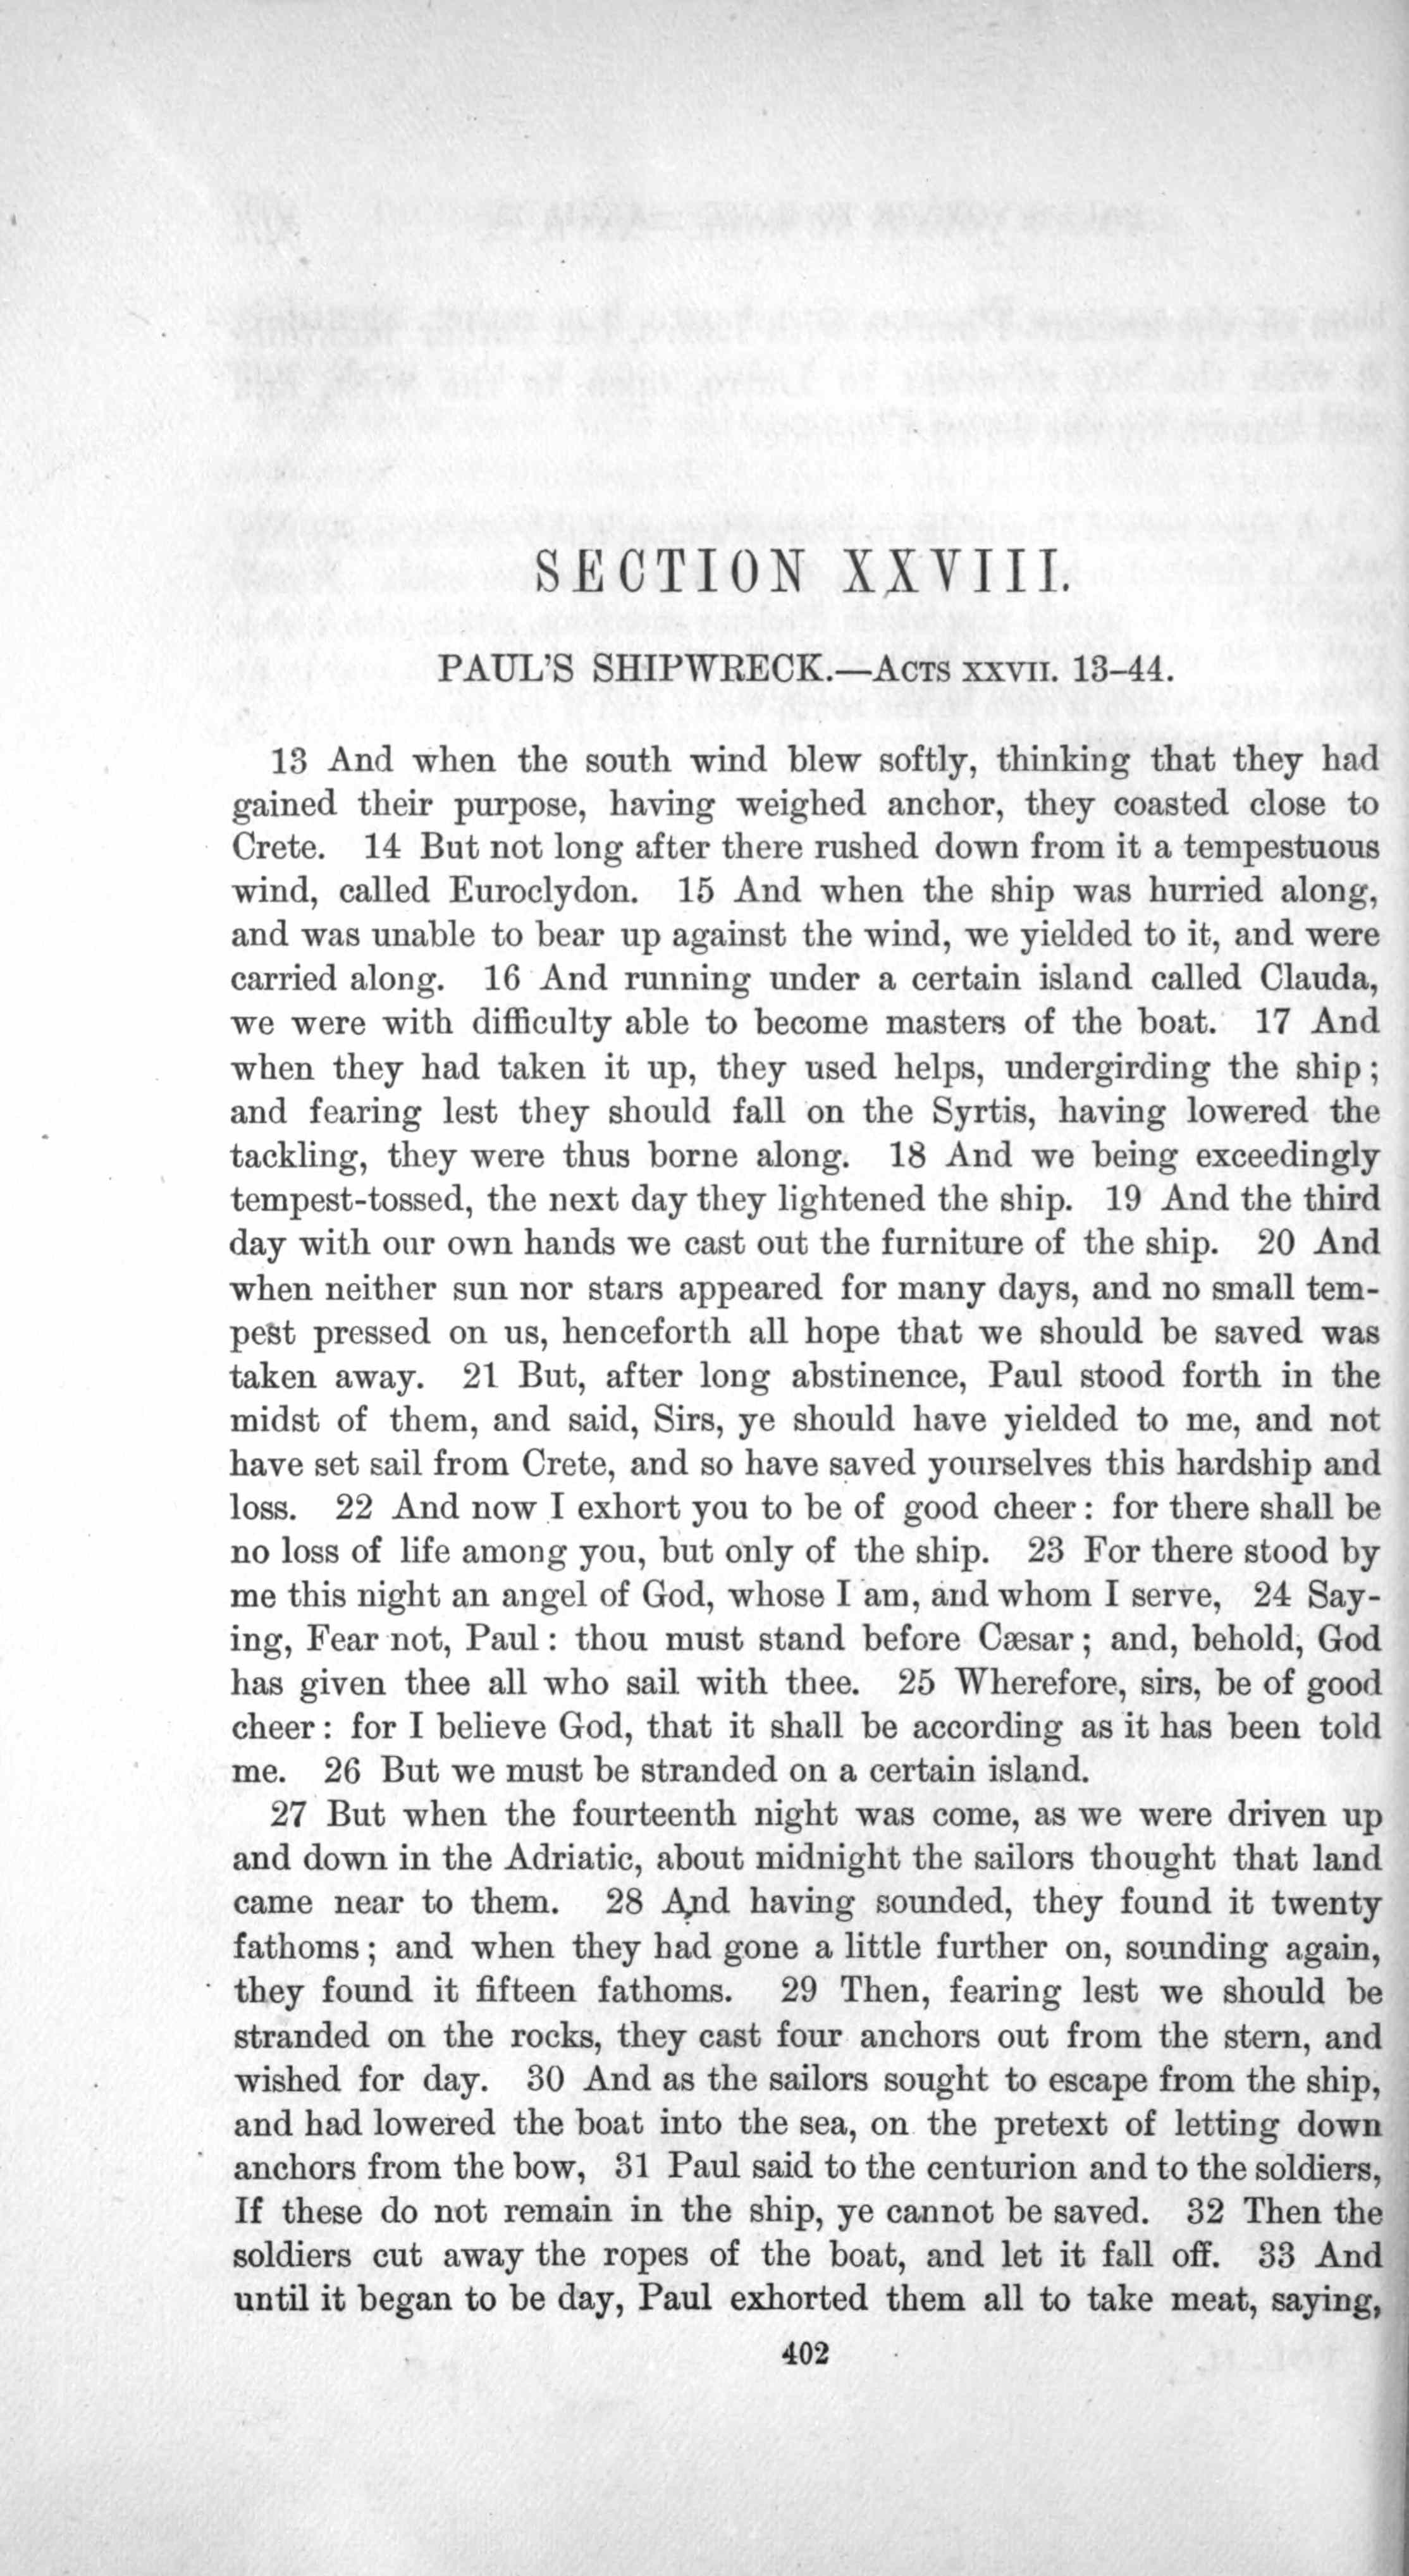 SECTION XXVIII.
PAUL'S SHIPWRECK.—ACTS XXVII. 13–44.
13 And when the south wind blew softly, thinking that they had
gained their purpose, having weighed anchor, they coasted close to
Crete. 14 But not long after there rushed down from it a tempestuous
wind, called Euroclydon. 15 And when the ship was hurried along,
and was unable to bear up against the wind, we yielded to it, and were
carried along. 16 And running under a certain island called Clauda,
we were with difficulty able to become masters of the boat. 17 And
when they had taken it up, they used helps, undergirding the ship;
and fearing lest they should fall on the Syrtis, having lowered the
tackling, they were thus borne along. 18 And we being exceedingly
tempest-tossed, the next day they lightened the ship. 19 And the third
day with our own hands we cast out the furniture of the ship. 20 And
when neither sun nor stars appeared for many days, and no small tem-
pest pressed on us, henceforth all hope that we should be saved was
taken away. 21 But, after long abstinence, Paul stood forth in the
midst of them, and said, Sirs, ye should have yielded to me, and not
have set sail from Crete, and so have saved yourselves this hardship and
loss. 22 And now I exhort you to be of good cheer: for there shall be
no loss of life among you, but only of the ship. 23 For there stood by
me this night an angel of God, whose I am, and whom I serve, 24 Say-
ing, Fear not, Paul: thou must stand before Cæsar; and, behold, God
has given thee all who sail with thee. 25 Wherefore, sirs, be of good
cheer: for I believe God, that it shall be according as it has been told
me. 26 But we must be stranded on a certain island.
27 But when the fourteenth night was come, as we were driven up
and down in the Adriatic, about midnight the sailors thought that land
came near to them. 28 And having sounded, they found it twenty
fathoms; and when they had gone a little further on, sounding again,
they found it fifteen fathoms. 29 Then, fearing lest we should be
stranded on the rocks, they cast four anchors out from the stern, and
wished for day. 30 And as the sailors sought to escape from the ship,
and had lowered the boat into the sea, on the pretext of letting down
anchors from the bow, 31 Paul said to the centurion and to the soldiers,
If these do not remain in the ship, ye cannot be saved. 32 Then the
soldiers cut away the ropes of the boat, and let it fall off. 33 And
until it began to be day, Paul exhorted them all to take meat, saying,
402